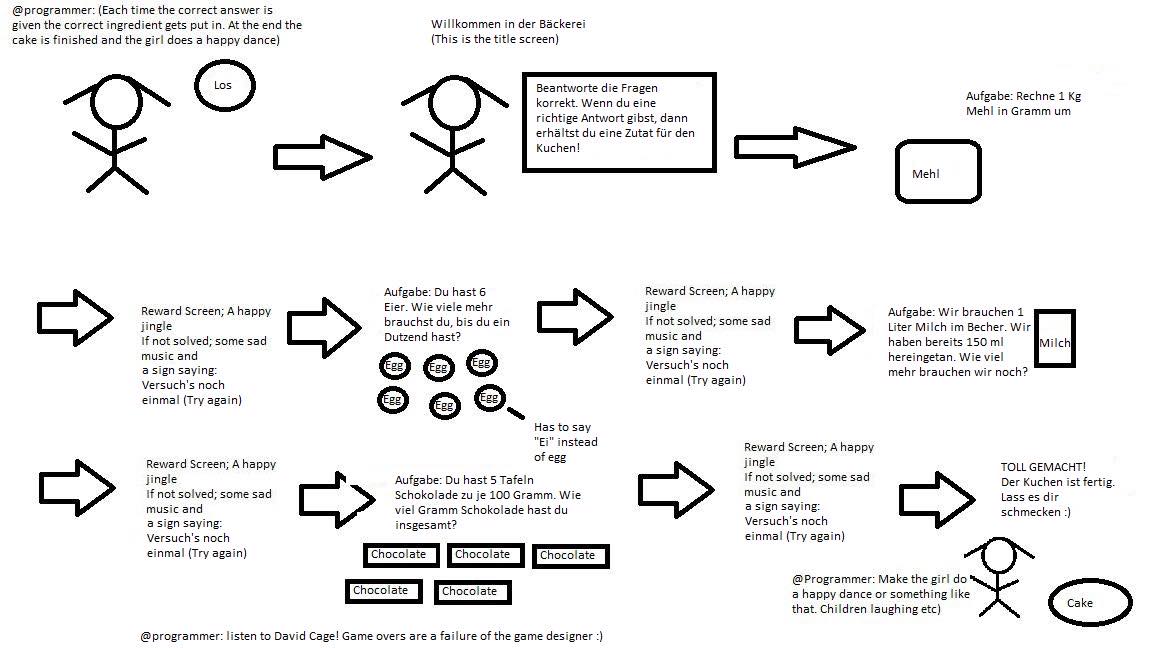 @programmer: (Each time the correct answer is
given the correct ingredient gets put in. At the end the
cake is finished and the girl does a happy dance)
Willkommen in der Bäckerei
(This is the title screen)
Los
Beantworte die Fragen
korrekt. Wenn du eine
richtige Antwort gibst, dann
erhältst du eine Zutat für den
Kuchen!
Aufgabe: Rechne 1 Kg
Mehl in Gramm um
Mehl
Reward Screen; A happy
jingle
If not solved; some sad
music and
a sign saying:
Versuch's noch
einmal (Try again)
Aufgabe: Du hast 6
Eier. Wie viele mehr
brauchst du, bis du ein
Dutzend hast?
Egg
Egg
Egg
Egg
Egg
Egg
Has to say
"Ei" instead
of egg
Reward Screen; A happy
jingle
If not solved; some sad
music and
a sign saying:
Versuch's noch
einmal (Try again)
Aufgabe: Wir brauchen 1
Liter Milch im Becher. Wir
haben bereits 150 ml
hereingetan. Wie viel
mehr brauchen wir noch?
Milch
Reward Screen; A happy
jingle
If not solved; some sad
music and
a sign saying:
Versuch's noch
einmal (Try again)
Aufgabe: Du hast 5 Tafeln
Schokolade zu je 100 Gramm. Wie
viel Gramm Schokolade hast du
insgesamt?
Chocolate
Chocolate
Chocolate
Chocolate
Chocolate
Reward Screen; A happy
jingle
If not solved; some sad
music and
a sign saying:
Versuch's noch
einmal (Try again)
TOLL GEMACHT!
Der Kuchen ist fertig.
Lass es dir
schmecken :)
@Programmer: Make the girl do
a happy dance or something like
that. Children laughing etc)
Cake
@programmer: listen to David Cage! Game overs are a failure of the game designer :)